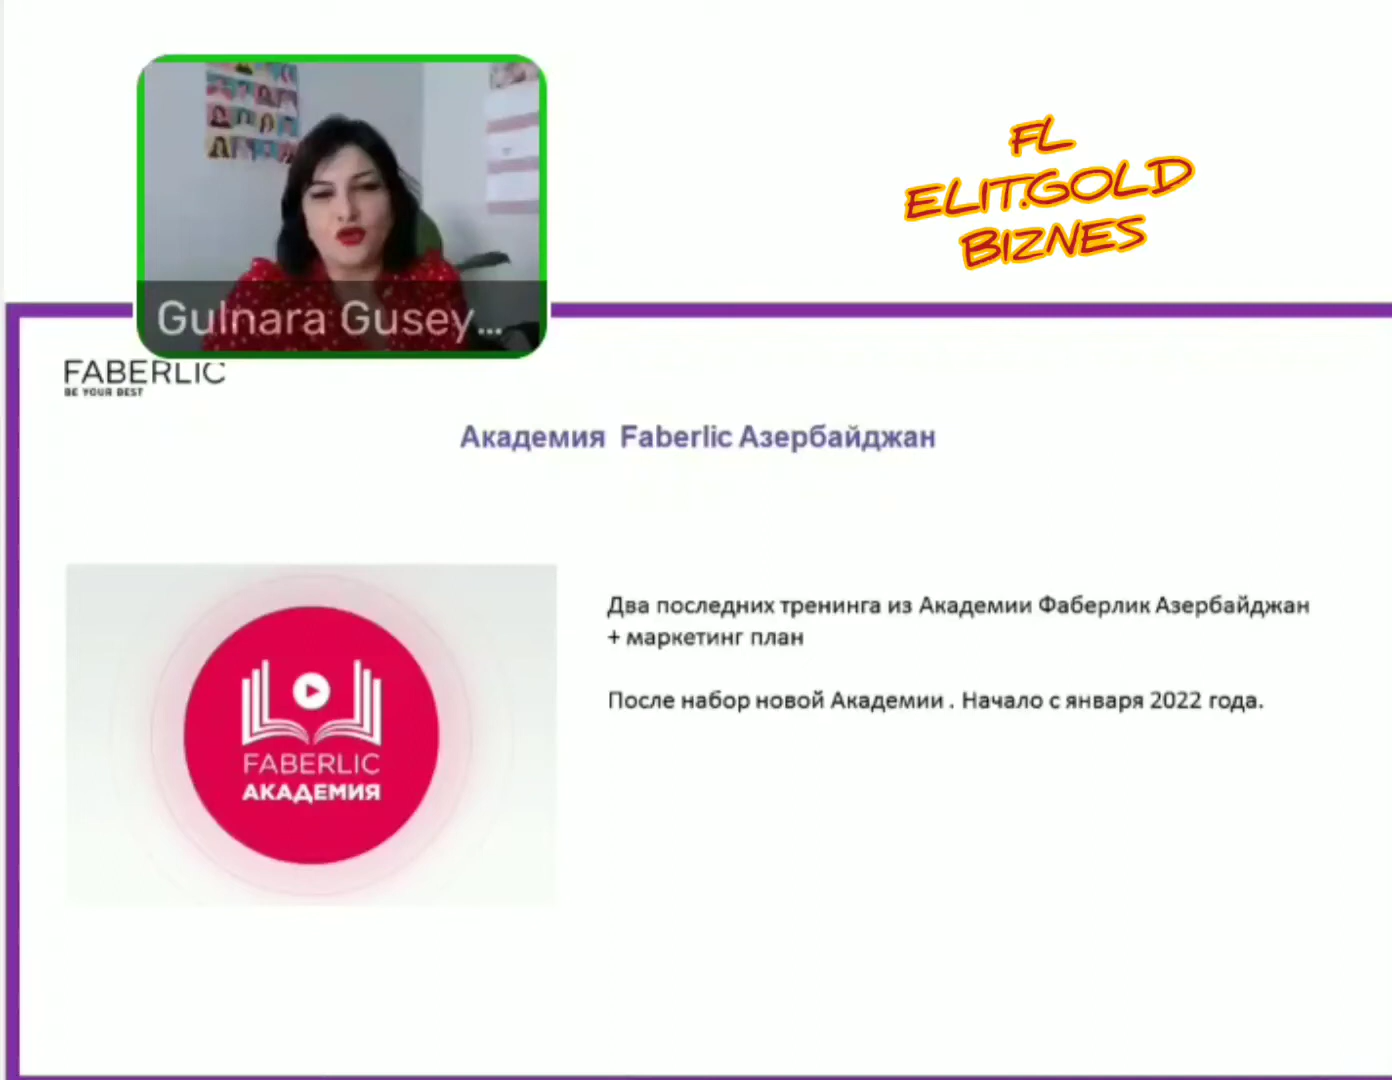 FL
ELIT.GOLD
BIZNES
Gulnara Gusey...
FABERLIC
BE YOUR BEST
Академия Faberlic Азербайджан
Два последних тренинга из Академии Фаберлик Азербайджан
+ маркетинг план
После набор новой Академии . Начало с января 2022 года.
FABERLIC
АКАДЕМИЯ